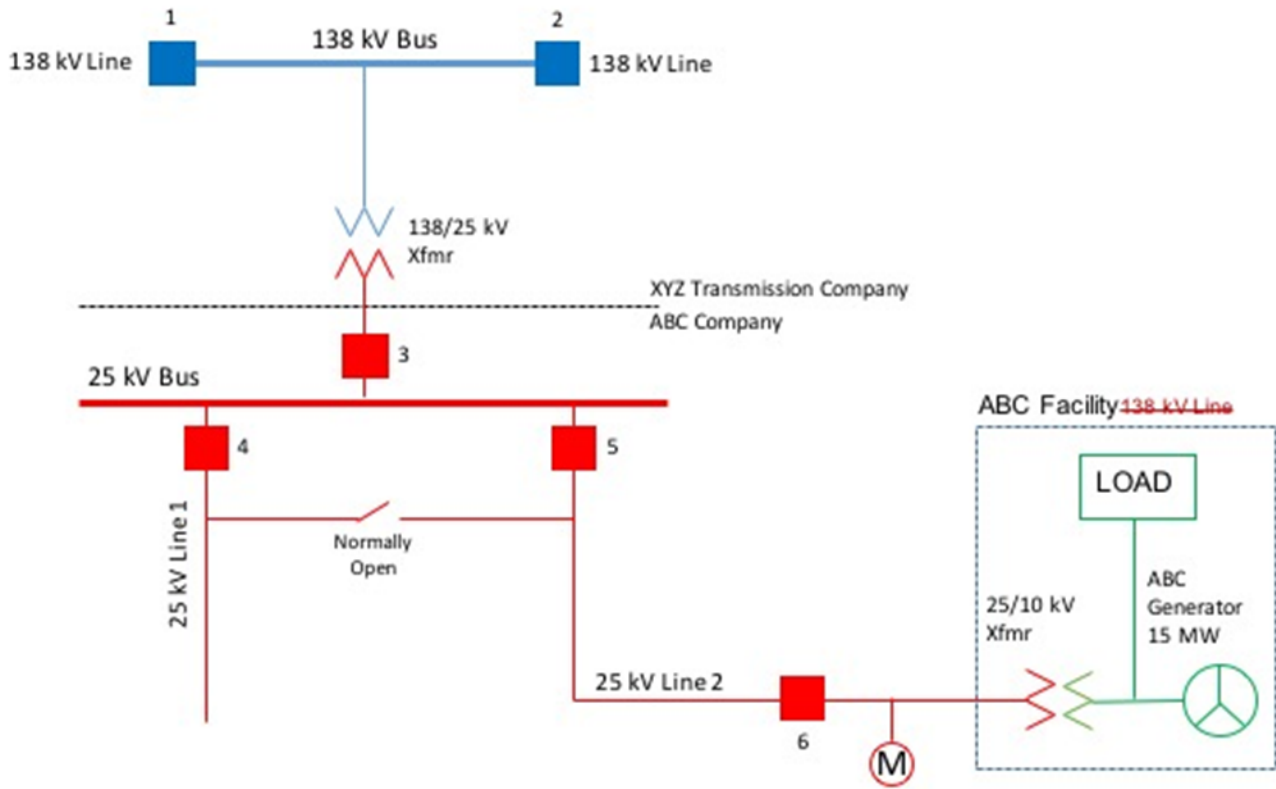 1
2
138 kV Bus
138 kV Line
138 kV Line
138/25 kV
Xfmr
XYZ Transmission Company
ABC Company
3
25 kV Bus
ABC Facility 138 kV Line
4
5
LOAD
25 kV Line 1
Normally
Open
ABC
Generator
15 MW
25/10 kV
Xfmr
25 kV Line 2
6
M